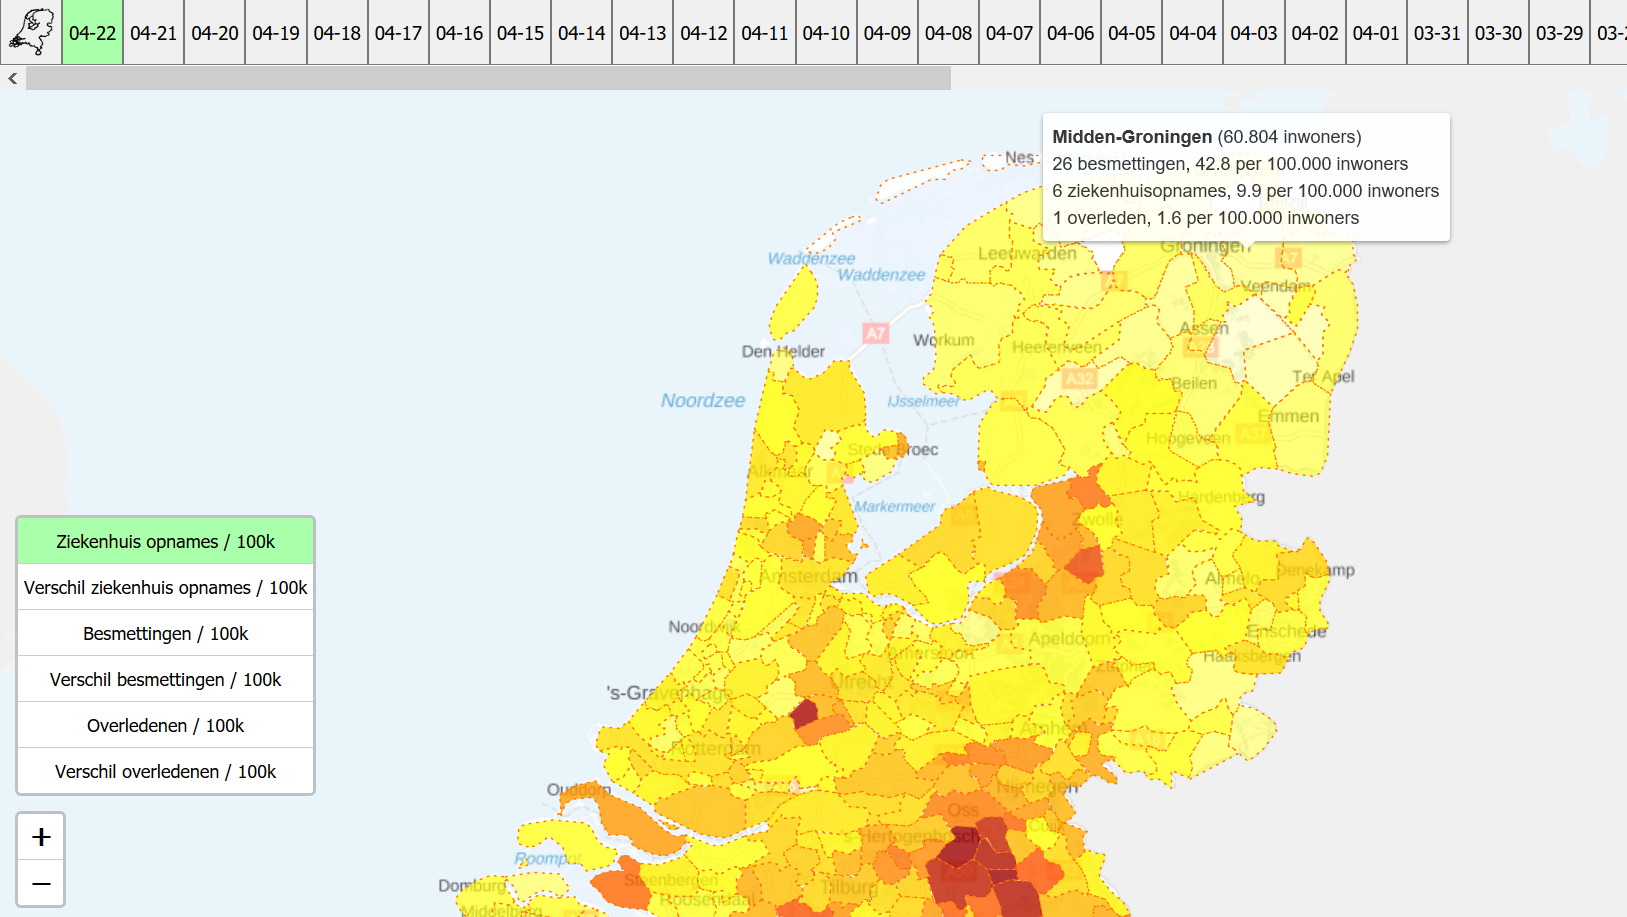 04-22 04-21 04-20 04-19 04-18 04-17 04-16 04-15 04-14 04-13 04-12 04-11 04-10 04-09 04-08 04-07 04-06 04-05 04-04 04-03 04-02 04-01 03-31 03-30 03-29
Midden-Groningen (60.804 inwoners)
26 besmettingen, 42.8 per 100.000 inwoners
6 ziekenhuisopnames, 9.9 per 100.000 inwoners
1 overleden, 1.6 per 100.000 inwoners
Nes
Groningen
Leeuwarden
Waddenzee
A7
Waddenzee
Veendam
Assen
A7
Workum
Heerenveen
Den Helder
Ter Apel
A32
Beilen
Noordzee
IJsselmeer
Emmen
A37
Hoogeveen
Stede Broec
Alkmaar
Hardenberg
Markermeer
Zwolle
Ziekenhuis opnames / 100k
Verschil ziekenhuis opnames / 100k
Besmettingen / 100k
Verschil besmettingen / 100k
Overledenen / 100k
Verschil overledenen / 100k
Denekamp
Amsterdam
Almelo
Noordwijk
Enschede
Apeldoorn
Amersfoort
Haaksbergen
Zutphen
Utrecht
's-Gravenhage
Arnhem
Rotterdam
Nijmegen
Ouddorp
Oss
Cuijk
's-Hertogenbosch
Roompot
Steenbergen
Domburg
Tilburg
Roosendaal
Middelburg
+
−